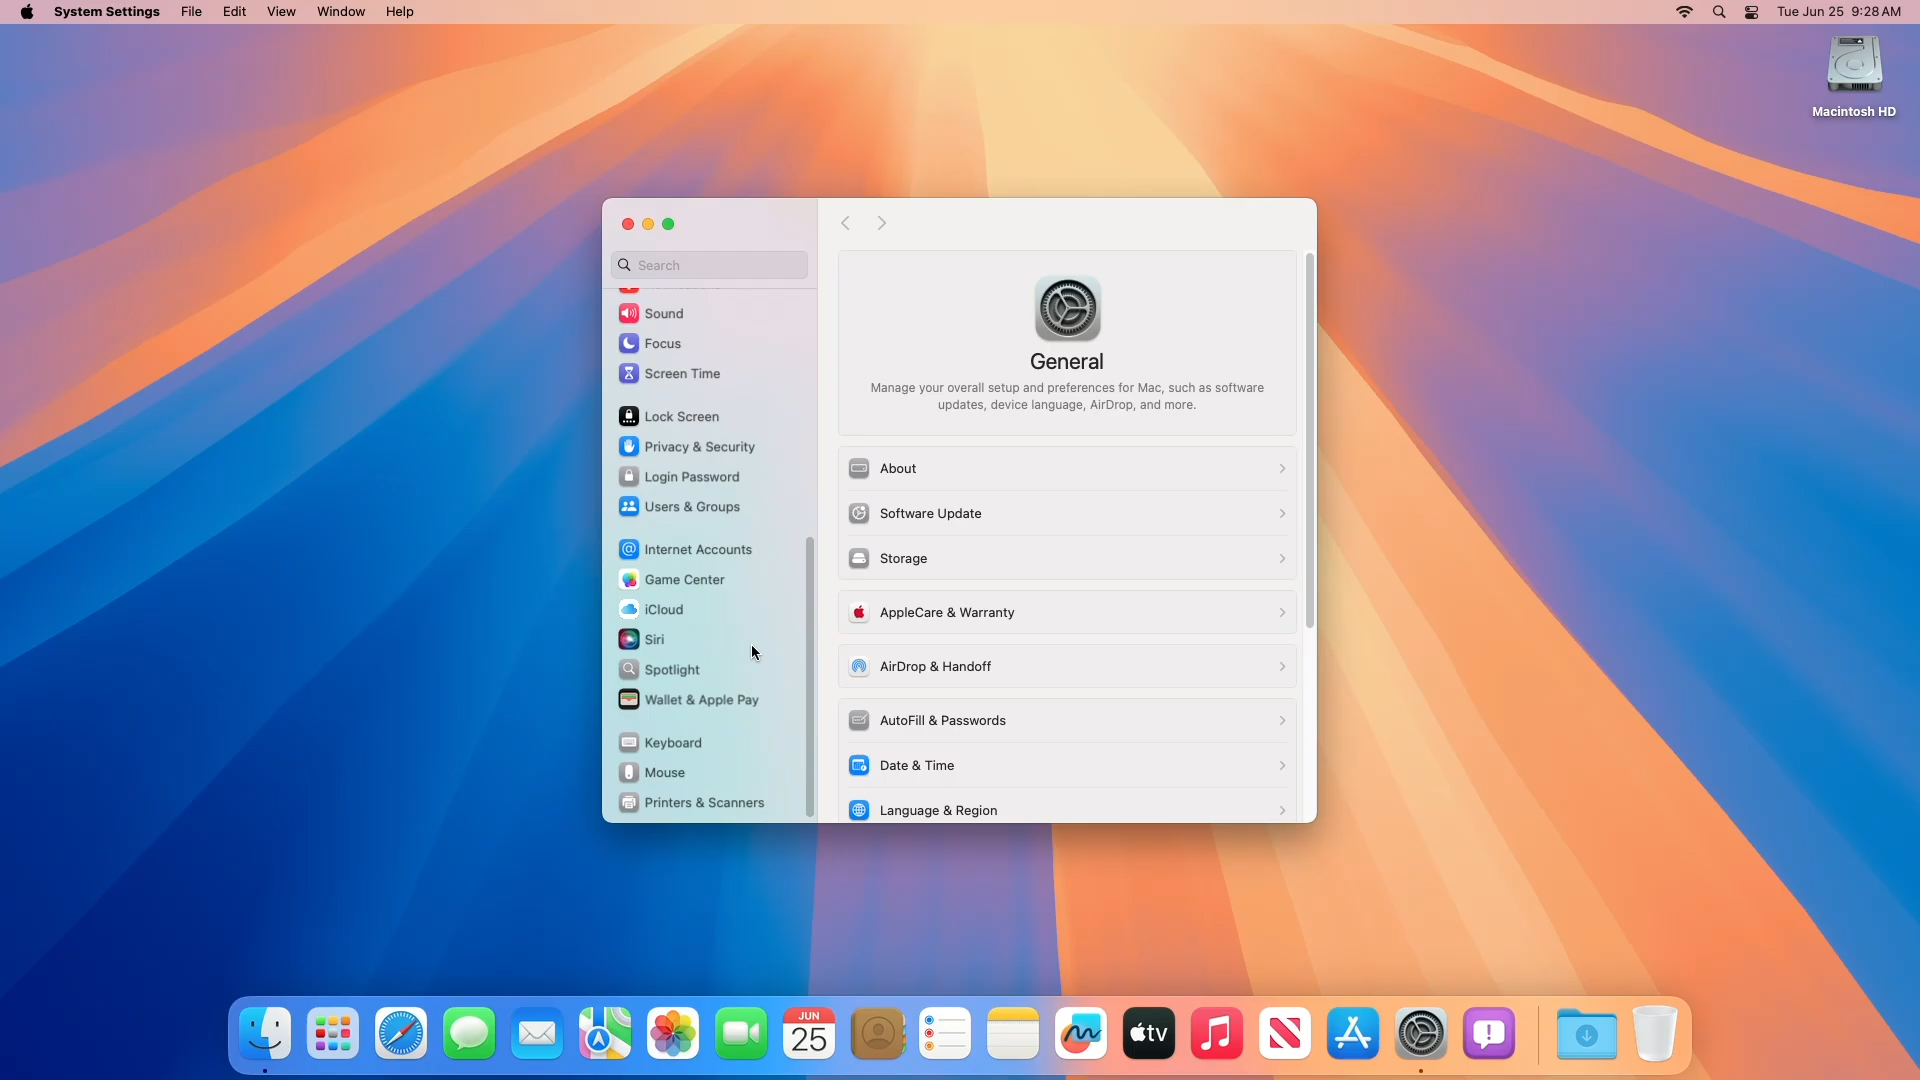 System Settings File Edit View Window Help Tue Jun 25 9:28 AM
Macintosh HD
Search
Sound
Focus
Screen Time
Lock Screen
Privacy & Security
Login Password
Users & Groups
Internet Accounts
Game Center
iCloud
Siri
Spotlight
Wallet & Apple Pay
Keyboard
Mouse
Printers & Scanners
General
Manage your overall setup and preferences for Mac, such as software
updates, device language, AirDrop, and more.
About
Software Update
Storage
AppleCare & Warranty
AirDrop & Handoff
AutoFill & Passwords
Date & Time
Language & Region
JUN
25
tv